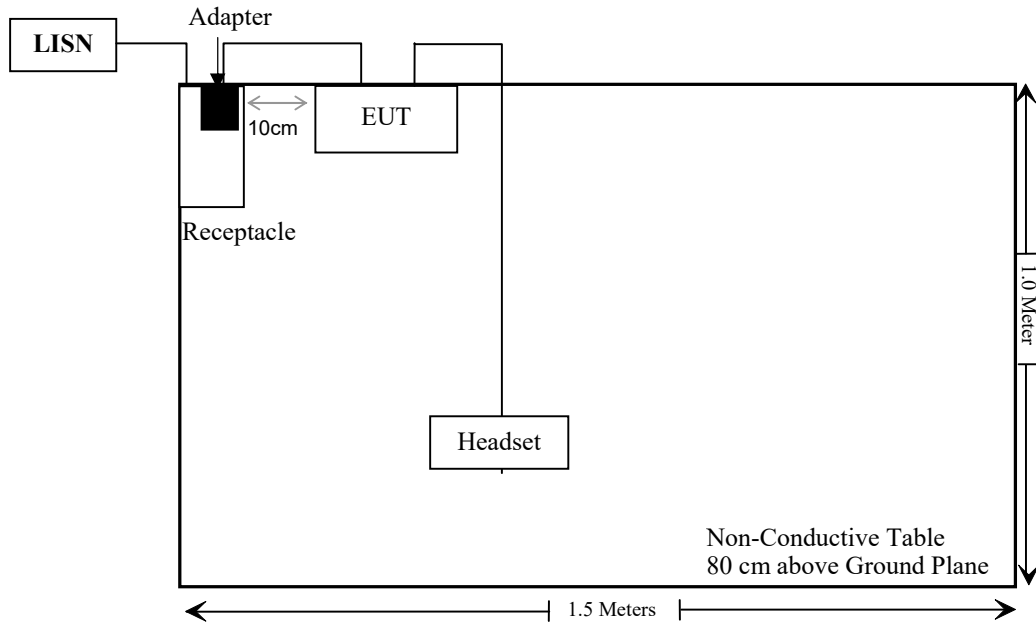 Adapter
LISN
EUT
10cm
Receptacle
1.0 Meter
Headset
Non-Conductive Table
80 cm above Ground Plane
1.5 Meters